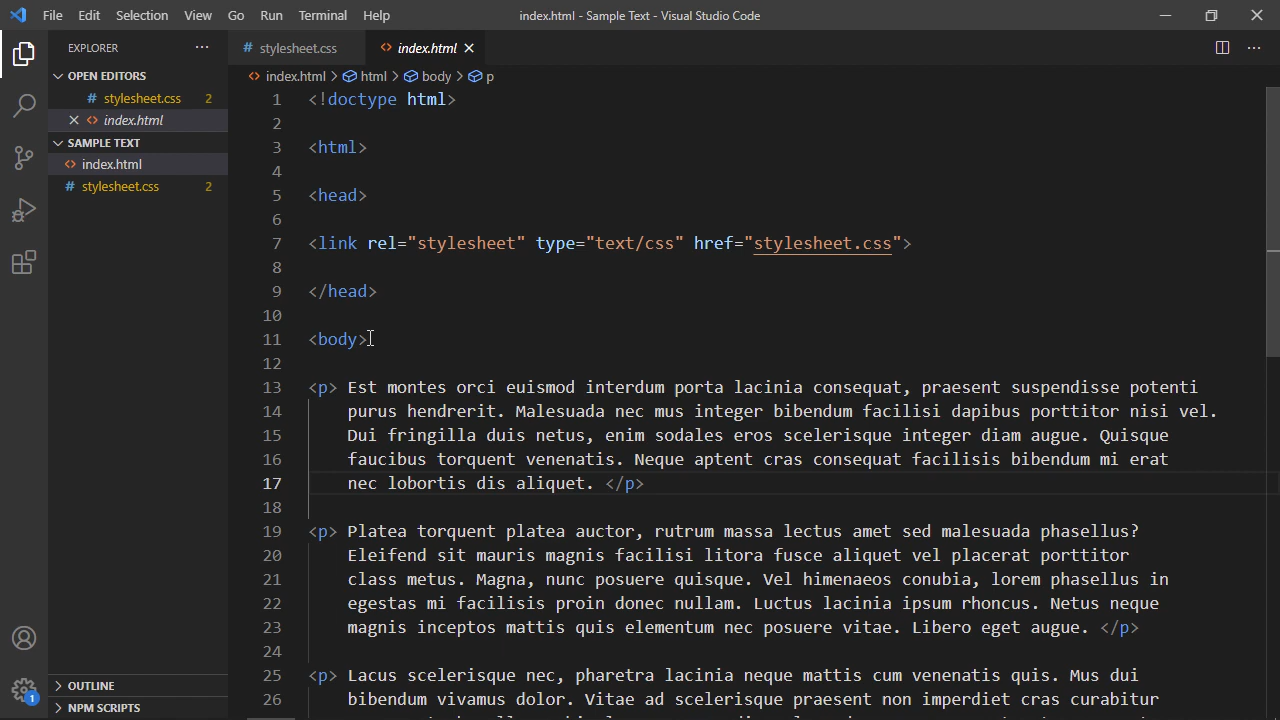 File Edit Selection View Go Run Terminal Help
index.html - Sample Text - Visual Studio Code
EXPLORER
OPEN EDITORS
# stylesheet.css 2
index.html
SAMPLE TEXT
index.html
# stylesheet.css 2
1
OUTLINE
NPM SCRIPTS
# stylesheet.css
<> index.html
<> index.html > html > body > p
1 <!doctype html>
2
3 <html>
4
5 <head>
6
7 <link rel="stylesheet" type="text/css" href="stylesheet.css">
8
9 </head>
10
11 <body>
12
13 <p> Est montes orci euismod interdum porta lacinia consequat, praesent suspendisse potenti
14 purus hendrerit. Malesuada nec mus integer bibendum facilisi dapibus porttitor nisi vel.
15 Dui fringilla duis netus, enim sodales eros scelerisque integer diam augue. Quisque
16 faucibus torquent venenatis. Neque aptent cras consequat facilisis bibendum mi erat
17 nec lobortis dis aliquet. </p>
18
19 <p> Platea torquent platea auctor, rutrum massa lectus amet sed malesuada phasellus?
20 Eleifend sit mauris magnis facilisi litora fusce aliquet vel placerat porttitor
21 class metus. Magna, nunc posuere quisque. Vel himenaeos conubia, lorem phasellus in
22 egestas mi facilisis proin donec nullam. Luctus lacinia ipsum rhoncus. Netus neque
23 magnis inceptos mattis quis elementum nec posuere vitae. Libero eget augue. </p>
24
25 <p> Lacus scelerisque nec, pharetra lacinia neque mattis cum venenatis quis. Mus dui
26 bibendum vivamus dolor. Vitae ad scelerisque praesent non imperdiet cras curabitur